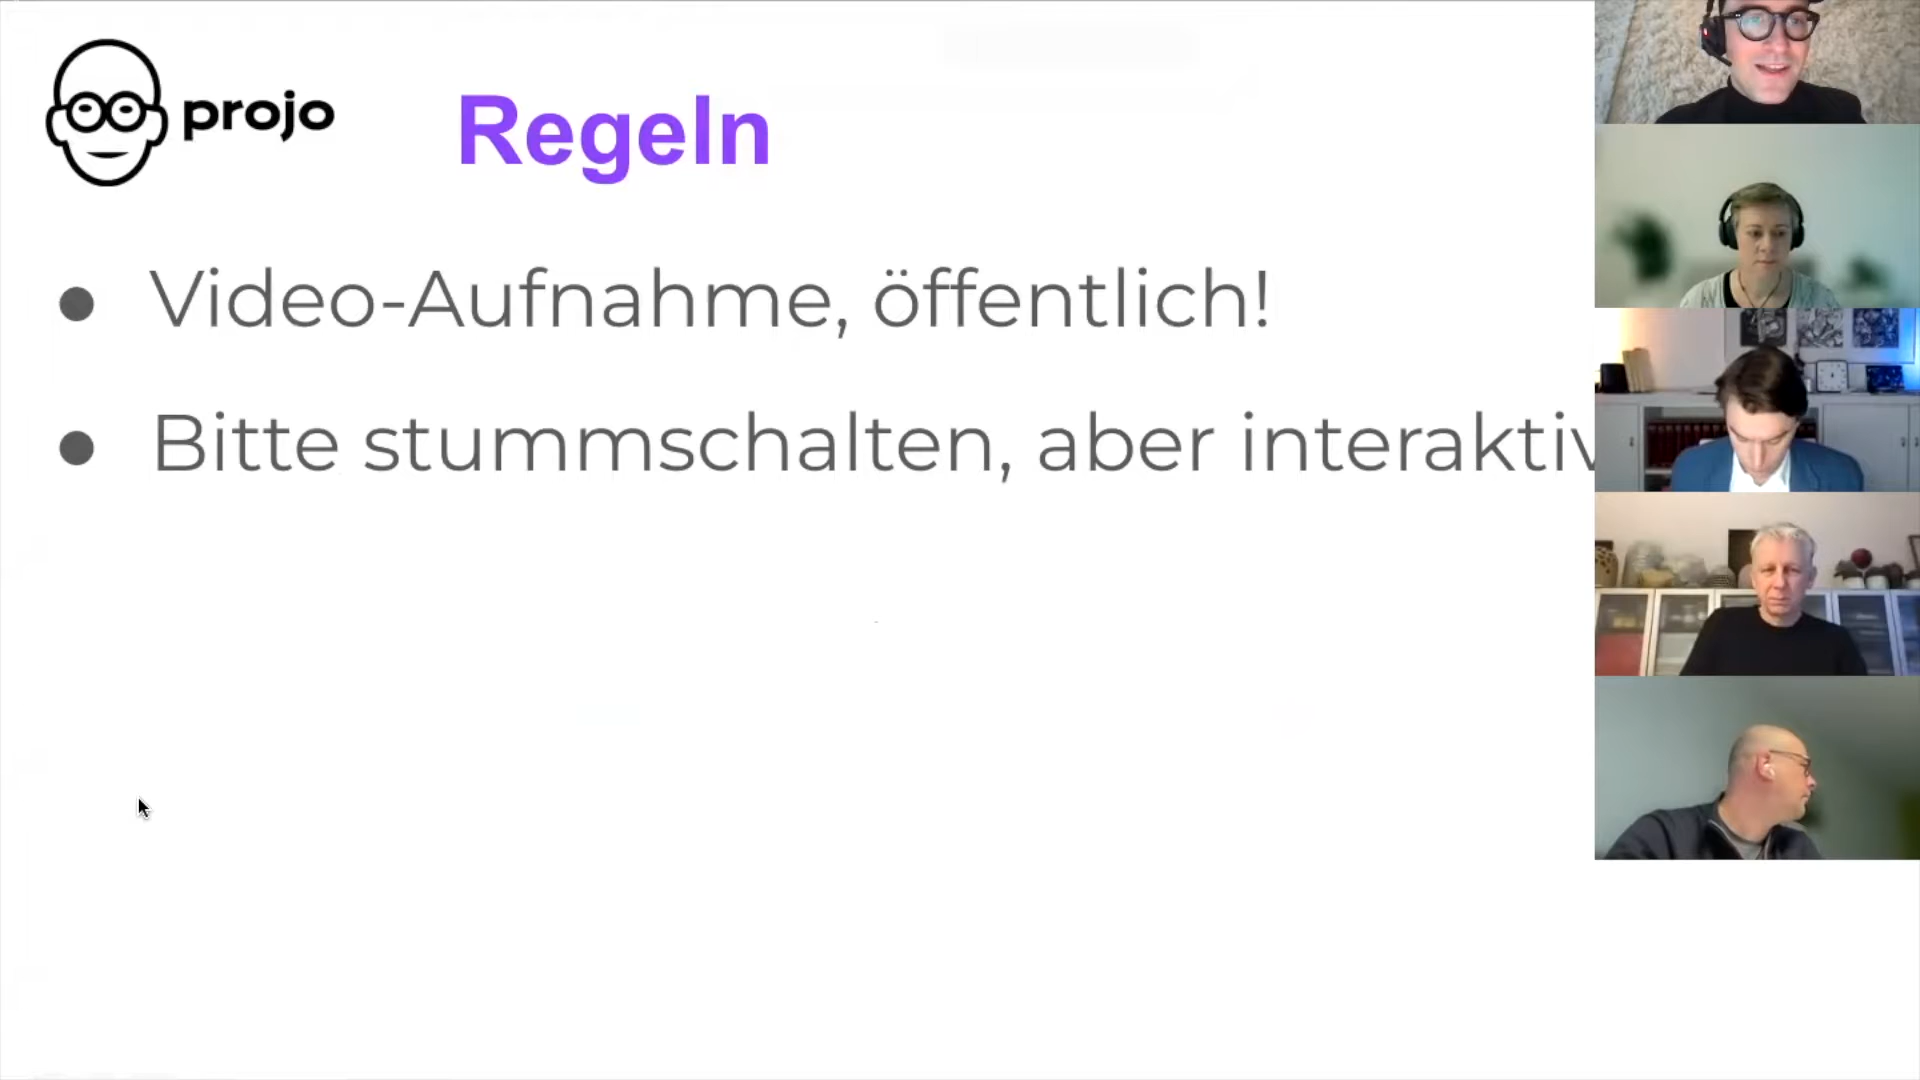 projo
Regeln
Video-Aufnahme, öffentlich!
Bitte stummschalten, aber interaktiv